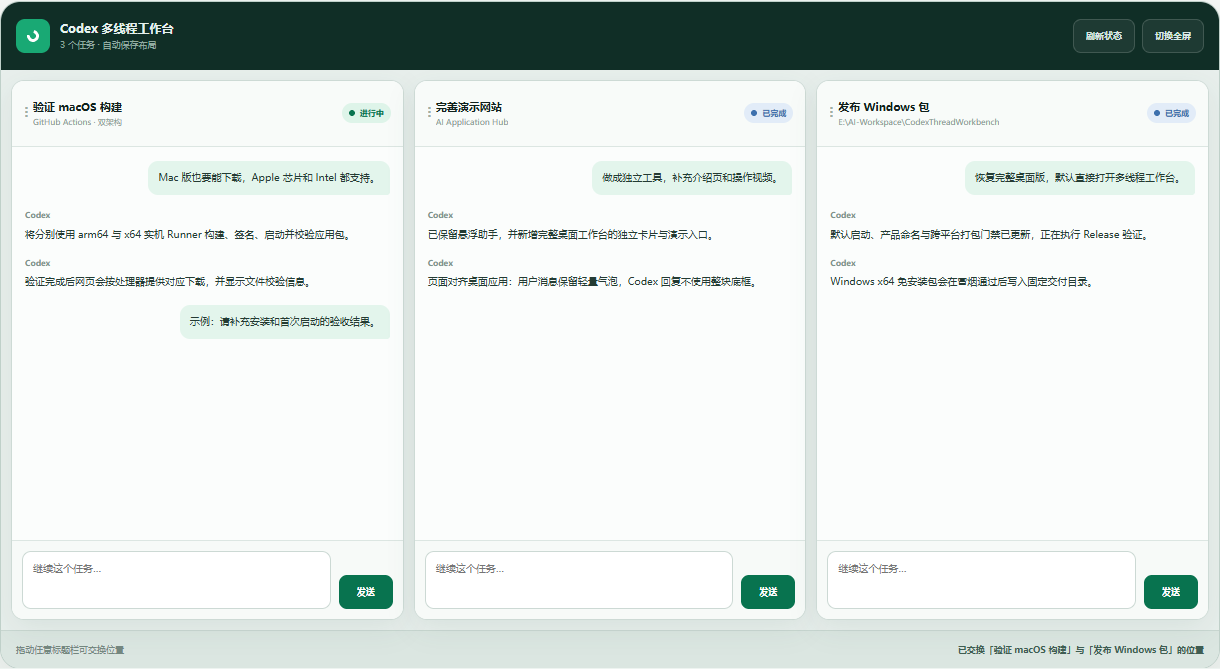 Codex 多线程工作台
3 个任务 · 自动保存布局
刷新状态
切换全屏
验证 macOS 构建
GitHub Actions · 双架构
进行中
Mac 版也要能下载，Apple 芯片和 Intel 都支持。
Codex
将分别使用 arm64 与 x64 实机 Runner 构建、签名、启动并校验应用包。
Codex
验证完成后网页会按处理器提供对应下载，并显示文件校验信息。
示例：请补充安装和首次启动的验收结果。
继续这个任务...
发送
完善演示网站
AI Application Hub
已完成
做成独立工具，补充介绍页和操作视频。
Codex
已保留悬浮助手，并新增完整桌面工作台的独立卡片与演示入口。
Codex
页面对齐桌面应用：用户消息保留轻量气泡，Codex 回复不使用整块底框。
继续这个任务...
发送
发布 Windows 包
E:\AI-Workspace\CodexThreadWorkbench
已完成
恢复完整桌面版，默认直接打开多线程工作台。
Codex
默认启动、产品命名与跨平台打包门禁已更新，正在执行 Release 验证。
Codex
Windows x64 免安装包会在冒烟通过后写入固定交付目录。
继续这个任务...
发送
拖动任意标题栏可交换位置
已交换「验证 macOS 构建」与「发布 Windows 包」的位置